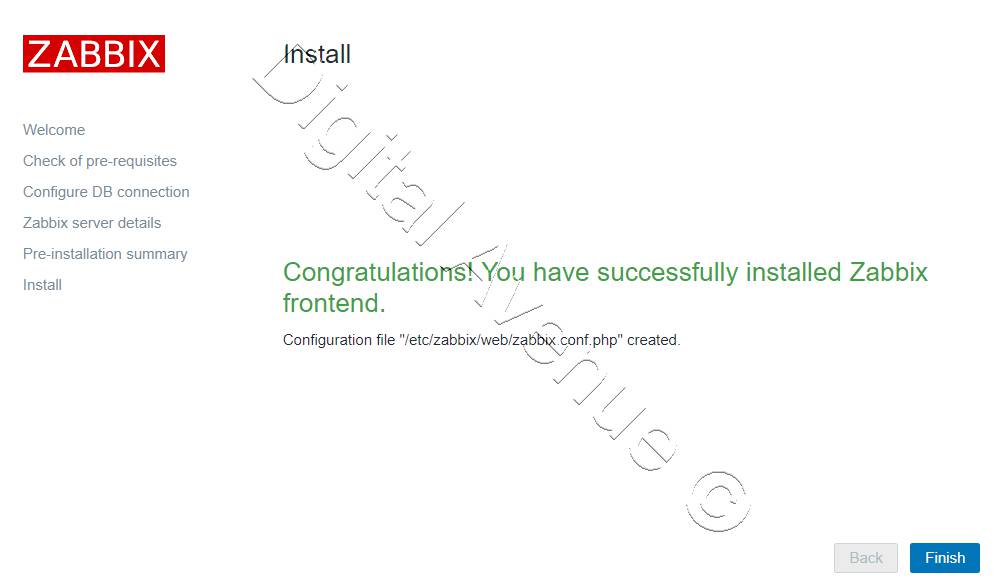 ZABBIX
Install
Welcome
Check of pre-requisites
Configure DB connection
Zabbix server details
Pre-installation summary
Install
Congratulations! You have successfully installed Zabbix
frontend.
Configuration file "/etc/zabbix/web/zabbix.conf.php" created.
Digital Avenue ©
Back
Finish